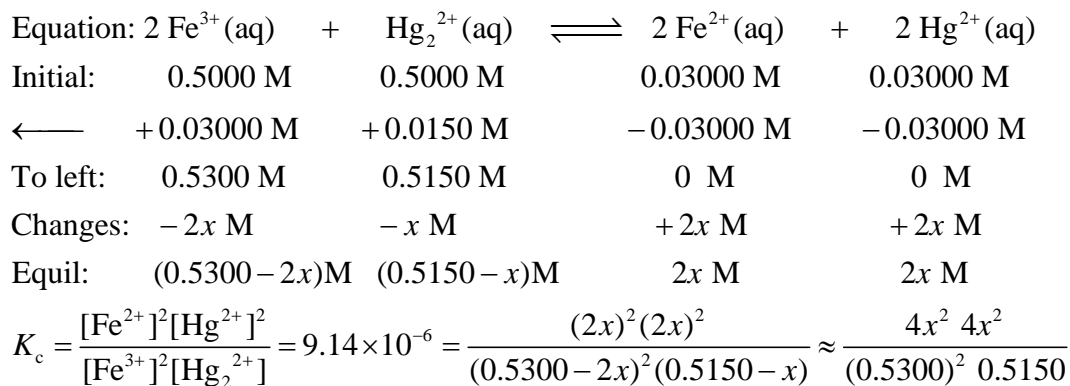 Equation: 2 Fe³⁺(aq) + Hg₂²⁺(aq) ⇌ 2 Fe²⁺(aq) + 2 Hg²⁺(aq)
Initial: 0.5000 M 0.5000 M 0.03000 M 0.03000 M
← +0.03000 M +0.0150 M −0.03000 M −0.03000 M
To left: 0.5300 M 0.5150 M 0 M 0 M
Changes: −2x M −x M +2x M +2x M
Equil: (0.5300 − 2x)M (0.5150 − x)M 2x M 2x M
K_c = [Fe²⁺]²[Hg²⁺]² / [Fe³⁺]²[Hg₂²⁺] = 9.14×10⁻⁶ = (2x)²(2x)² / (0.5300 − 2x)²(0.5150 − x) ≈ 4x² 4x² / (0.5300)² 0.5150